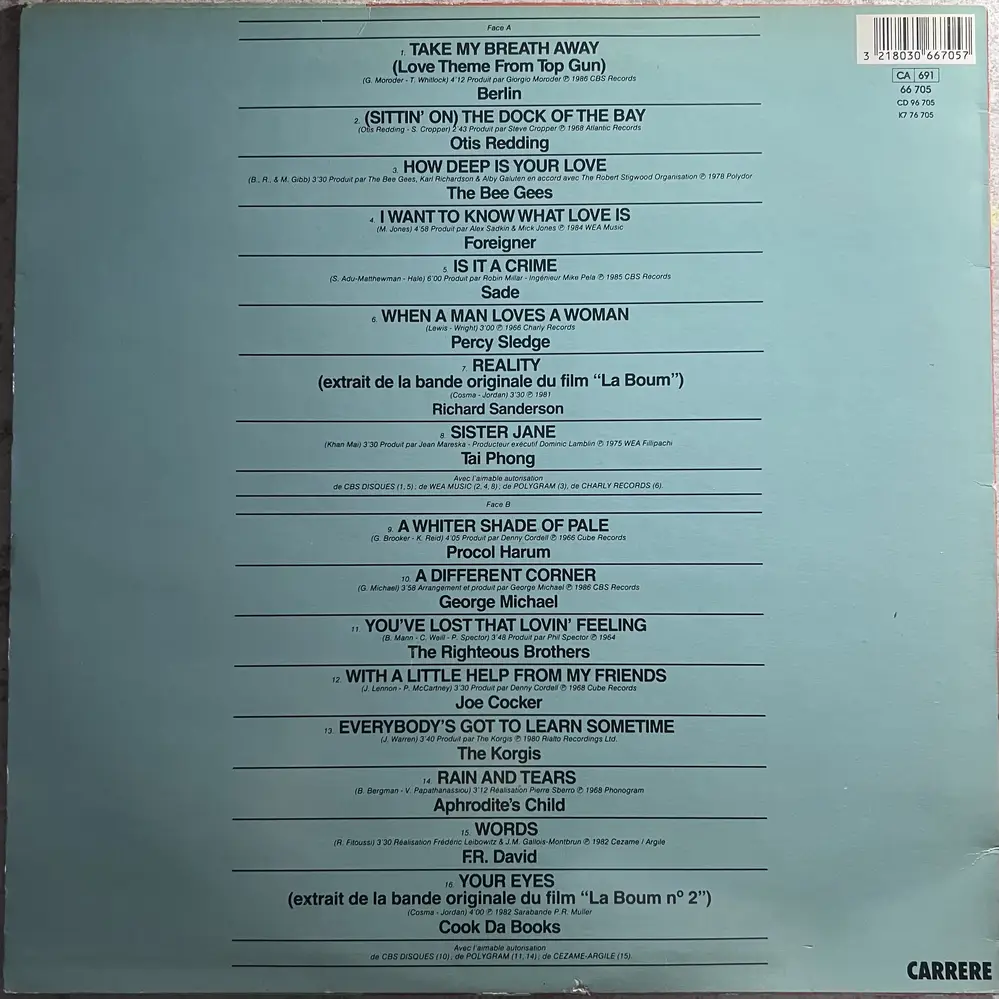 Face A
1. TAKE MY BREATH AWAY
(Love Theme From Top Gun)
(G. Moroder - T. Whitlock) 4'12 Produit par Giorgio Moroder ℗ 1986 CBS Records
Berlin
2. (SITTIN' ON) THE DOCK OF THE BAY
(Otis Redding - S. Cropper) 2'43 Produit par Steve Cropper ℗ 1968 Atlantic Records
Otis Redding
3. HOW DEEP IS YOUR LOVE
(B., R., & M. Gibb) 3'30 Produit par The Bee Gees, Karl Richardson & Alby Galuten en accord avec The Robert Stigwood Organisation ℗ 1978 Polydor
The Bee Gees
4. I WANT TO KNOW WHAT LOVE IS
(M. Jones) 4'58 Produit par Alex Sadkin & Mick Jones ℗ 1984 WEA Music
Foreigner
5. IS IT A CRIME
(S. Adu-Matthewman - Hale) 6'00 Produit par Robin Millar - Ingénieur Mike Pela ℗ 1985 CBS Records
Sade
6. WHEN A MAN LOVES A WOMAN
(Lewis - Wright) 3'00 ℗ 1966 Charly Records
Percy Sledge
7. REALITY
(extrait de la bande originale du film "La Boum")
(Cosma - Jordan) 3'30 ℗ 1981
Richard Sanderson
8. SISTER JANE
(Khan Mai) 3'30 Produit par Jean Mareska - Producteur exécutif Dominic Lamblin ℗ 1975 WEA Fillipachi
Tai Phong
Avec l'aimable autorisation
de CBS DISQUES (1, 5) ; de WEA MUSIC (2, 4, 8) ; de POLYGRAM (3), de CHARLY RECORDS (6).
Face B
9. A WHITER SHADE OF PALE
(G. Brooker - K. Reid) 4'05 Produit par Denny Cordell ℗ 1966 Cube Records
Procol Harum
10. A DIFFERENT CORNER
(G. Michael) 3'58 Arrangement et produit par George Michael ℗ 1986 CBS Records
George Michael
11. YOU'VE LOST THAT LOVIN' FEELING
(B. Mann - C. Weill - P. Spector) 3'48 Produit par Phil Spector ℗ 1964
The Righteous Brothers
12. WITH A LITTLE HELP FROM MY FRIENDS
(J. Lennon - P. McCartney) 3'30 Produit par Denny Cordell ℗ 1968 Cube Records
Joe Cocker
13. EVERYBODY'S GOT TO LEARN SOMETIME
(J. Warren) 3'40 Produit par The Korgis ℗ 1980 Rialto Recordings Ltd.
The Korgis
14. RAIN AND TEARS
(B. Bergman - V. Papathanassiou) 3'12 Réalisation Pierre Sberro ℗ 1968 Phonogram
Aphrodite's Child
15. WORDS
(R. Fitoussi) 3'30 Réalisation Frédéric Leibowitz & J.M. Gallois-Montbrun ℗ 1982 Cezame / Argile
F.R. David
16. YOUR EYES
(extrait de la bande originale du film "La Boum nº 2")
(Cosma - Jordan) 4'00 ℗ 1982 Sarabande P.R. Muller
Cook Da Books
Avec l'aimable autorisation
de CBS DISQUES (10), de POLYGRAM (11, 14) ; de CEZAME-ARGILE (15).
3 218030 667057
CA 691
66 705
CD 96 705
K7 76 705
CARRERE